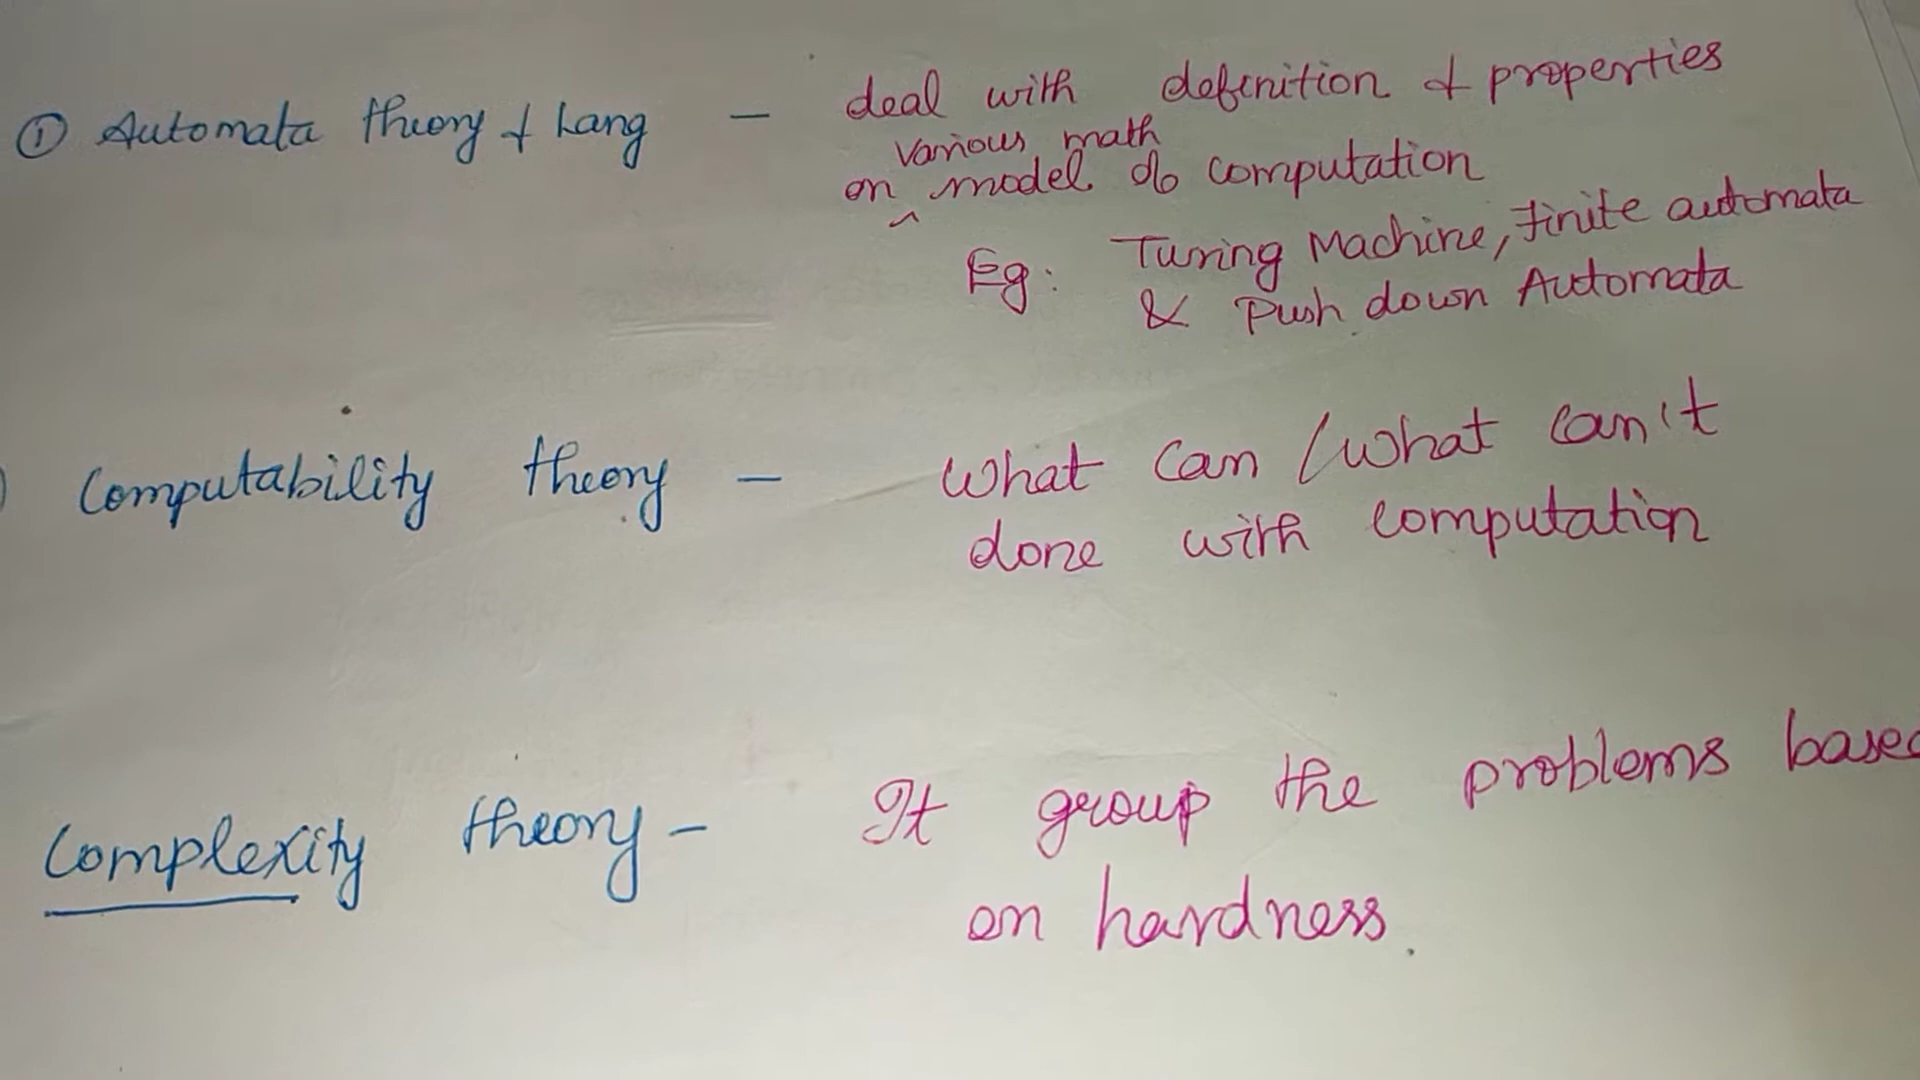 ① Automata theory & Lang — deal with definition & properties
various math
on ^ model of computation
Eg: Turing Machine, Finite automata
& Push down Automata
) Computability theory — What can / what can't
done with computation
Complexity theory - It group the problems based
on hardness.